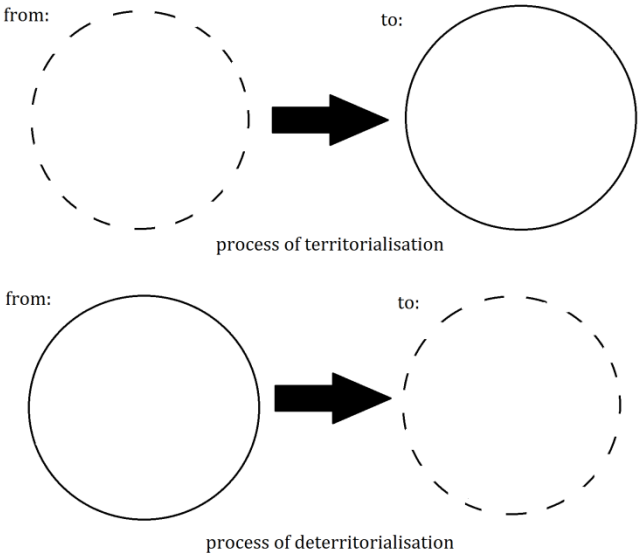 from:
to:
process of territorialisation
from:
to:
process of deterritorialisation